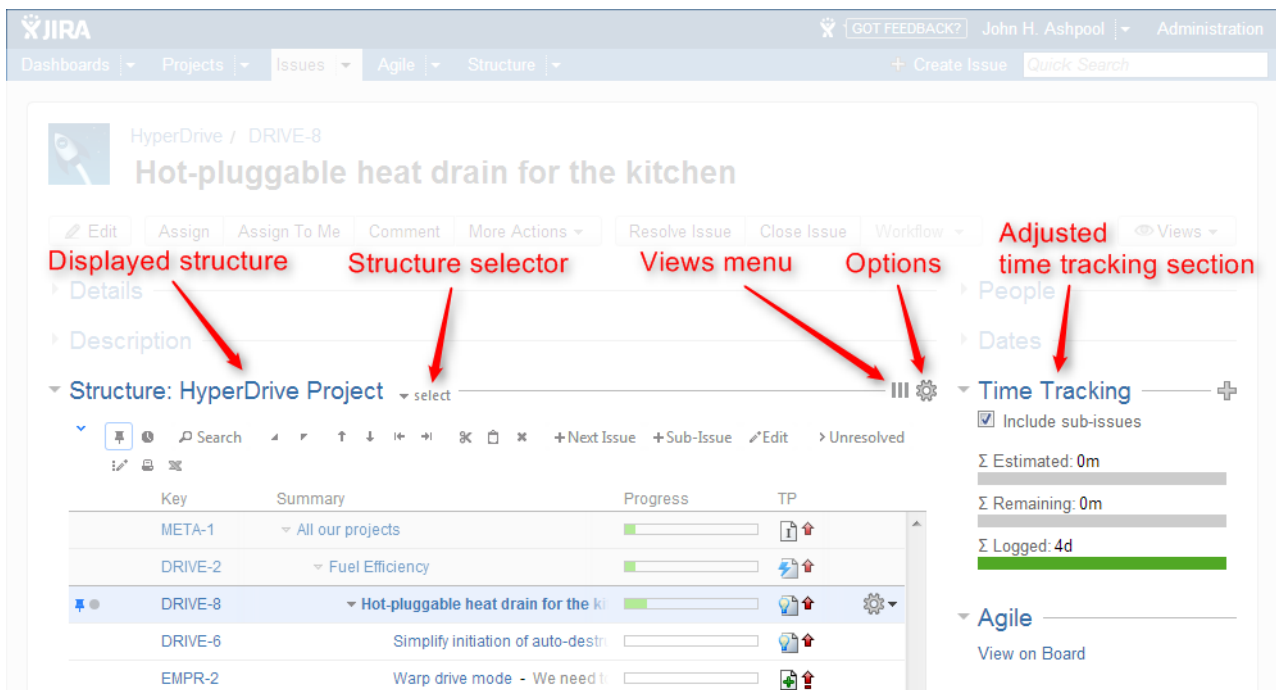 JIRA
GOT FEEDBACK? John H. Ashpool Administration
Dashboards Projects Issues Agile Structure + Create Issue Quick Search
HyperDrive / DRIVE-8
Hot-pluggable heat drain for the kitchen
Edit Assign Assign To Me Comment More Actions Resolve Issue Close Issue Workflow Views
Displayed structure Structure selector Views menu Options Adjusted
time tracking section
Details People
Description Dates
Structure: HyperDrive Project select Time Tracking
Include sub-issues
Search +Next Issue +Sub-Issue Edit Unresolved
Σ Estimated: 0m
Key Summary Progress TP
Σ Remaining: 0m
META-1 All our projects
Σ Logged: 4d
DRIVE-2 Fuel Efficiency
DRIVE-8 Hot-pluggable heat drain for the ki
Agile
DRIVE-6 Simplify initiation of auto-destr
View on Board
EMPR-2 Warp drive mode - We need t